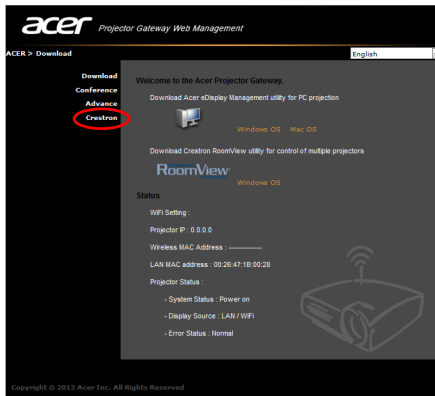 acer Projector Gateway Web Management
ACER > Download
English
Download
Conference
Advance
Crestron
Welcome to the Acer Projector Gateway.
Download Acer eDisplay Management utility for PC projection
Windows OS Mac OS
Download Crestron RoomView utility for control of multiple projectors
RoomView
Windows OS
Status
WiFi Setting :
Projector IP : 0.0.0.0
Wireless MAC Address : ----------
LAN MAC address : 00:26:47:1B:00:28
Projector Status :
- System Status : Power on
- Display Source : LAN / WiFi
- Error Status : Normal
Copyright © 2013 Acer Inc. All Rights Reserved